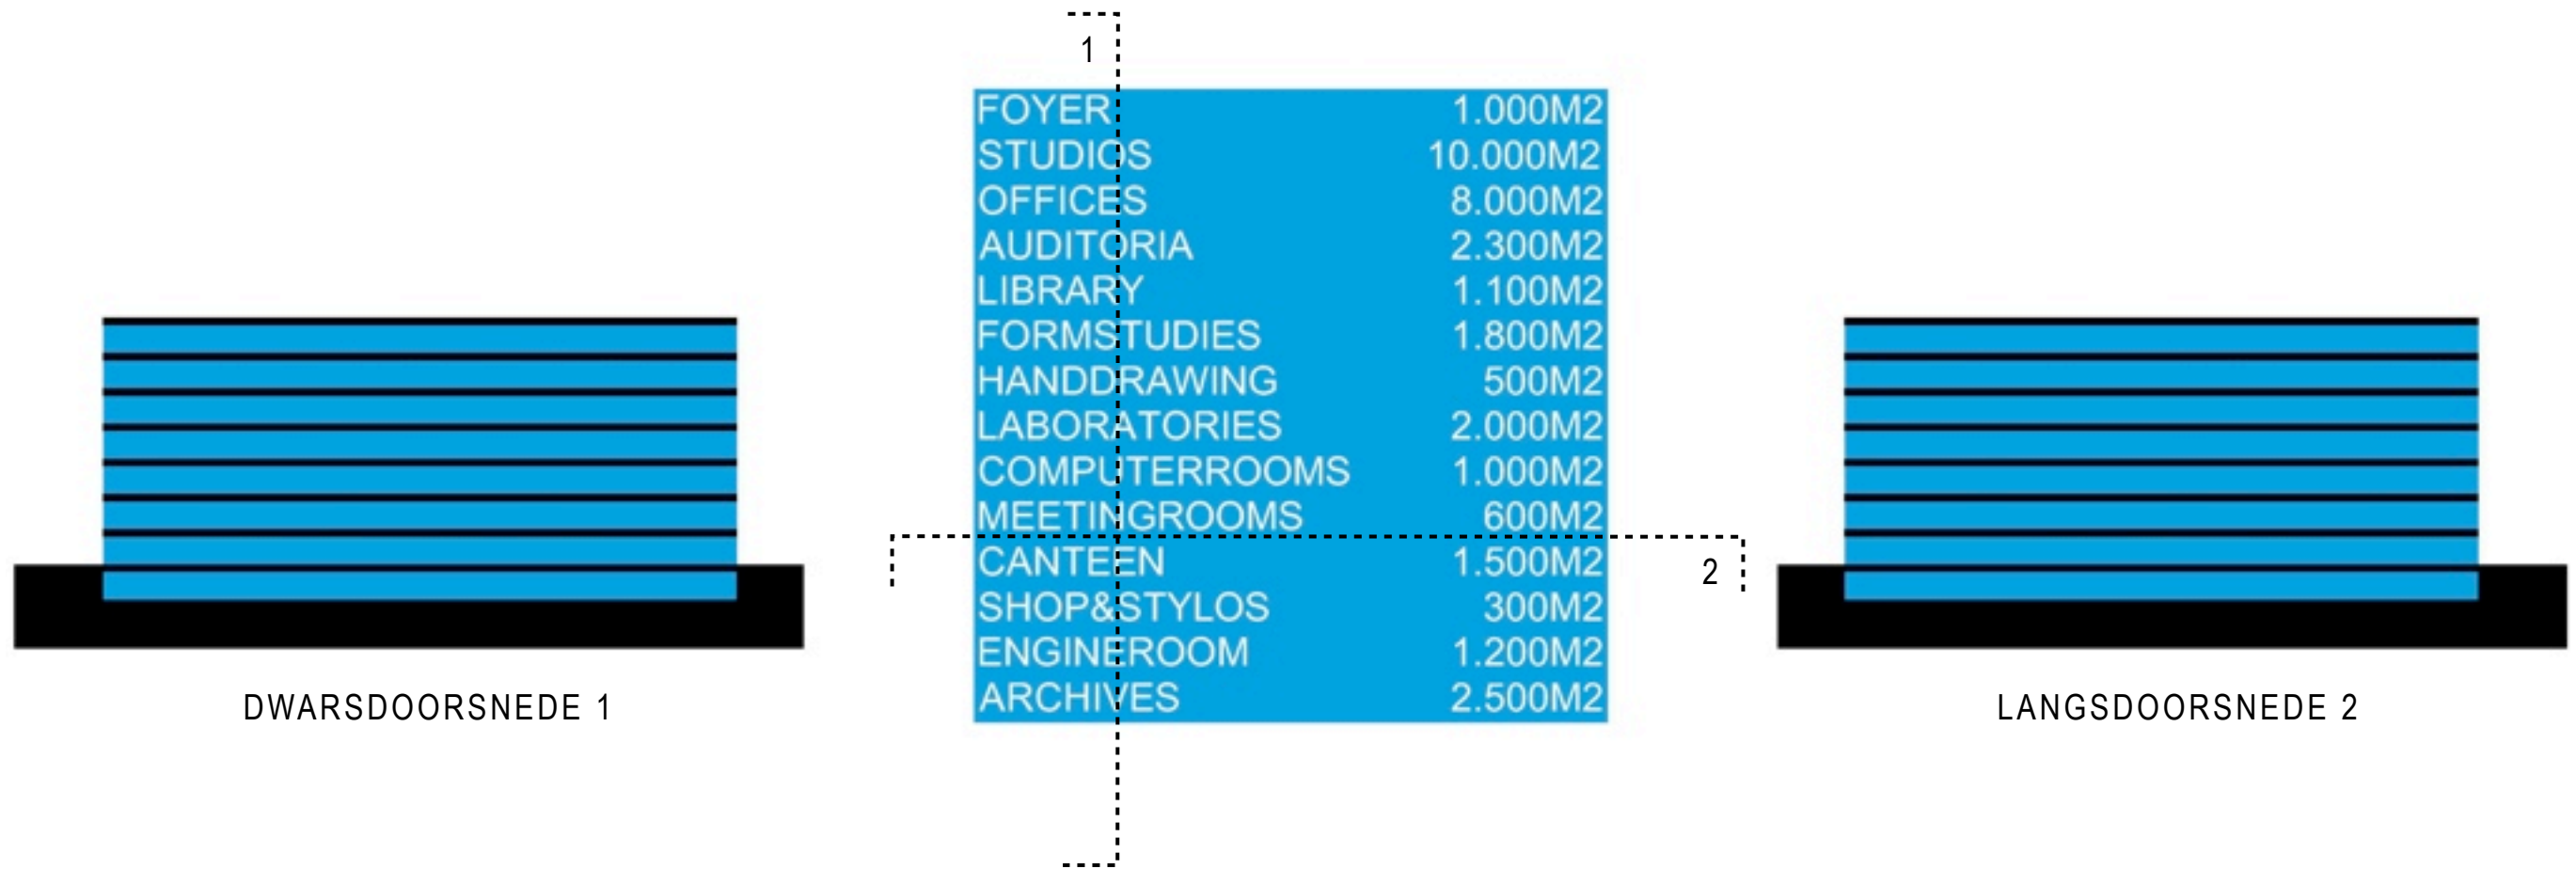 1
FOYER 1.000M2
STUDIOS 10.000M2
OFFICES 8.000M2
AUDITORIA 2.300M2
LIBRARY 1.100M2
FORMSTUDIES 1.800M2
HANDDRAWING 500M2
LABORATORIES 2.000M2
COMPUTERROOMS 1.000M2
MEETINGROOMS 600M2
CANTEEN 1.500M2
2
SHOP&STYLOS 300M2
ENGINEROOM 1.200M2
ARCHIVES 2.500M2
DWARSDOORSNEDE 1
LANGSDOORSNEDE 2